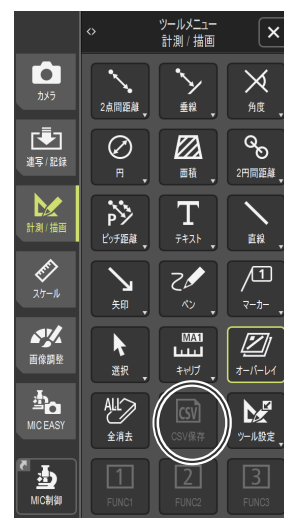 ツールメニュー
計測 / 描画
カメラ
連写 / 記録
計測 / 描画
スケール
画像調整
MIC EASY
MIC制御
2点間距離
垂線
角度
円
面積
2円間距離
P
ピッチ距離
T
テキスト
直線
矢印
ペン
1
マーカー
選択
MA1
キャリブ
オーバーレイ
ALL
全消去
CSV
CSV保存
ツール設定
1
FUNC1
2
FUNC2
3
FUNC3